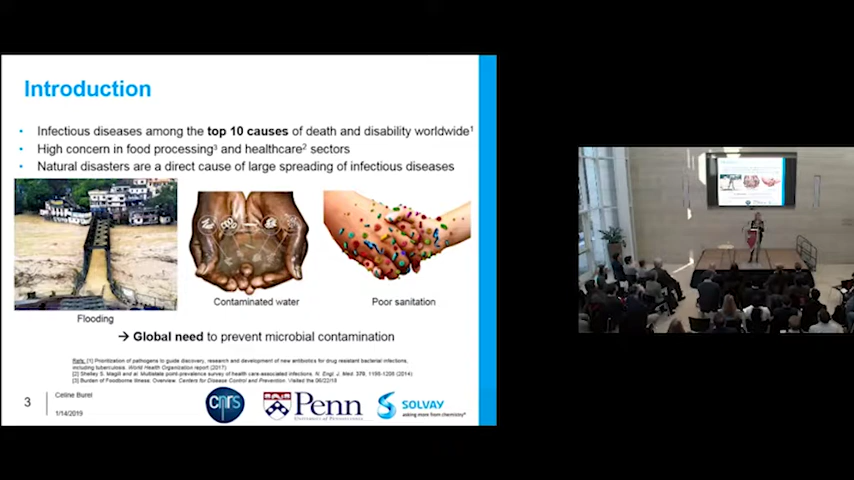 Introduction
• Infectious diseases among the top 10 causes of death and disability worldwide1
• High concern in food processing3 and healthcare2 sectors
• Natural disasters are a direct cause of large spreading of infectious diseases
Flooding
Contaminated water
Poor sanitation
→ Global need to prevent microbial contamination
Refs: [1] Prioritization of pathogens to guide discovery, research and development of new antibiotics for drug resistant bacterial infections,
including tuberculosis. World Health Organization report (2017)
[2] Shelley S. Magill et al. Multistate point-prevalence survey of health care-associated infections. N. Engl. J. Med. 370, 1198-1208 (2014)
[3] Burden of Foodborne Illness: Overview. Centers for Disease Control and Prevention. Visited the 06/22/18
3
Celine Burel
1/14/2019
cnrs
Penn
UNIVERSITY of PENNSYLVANIA
SOLVAY
asking more from chemistry®